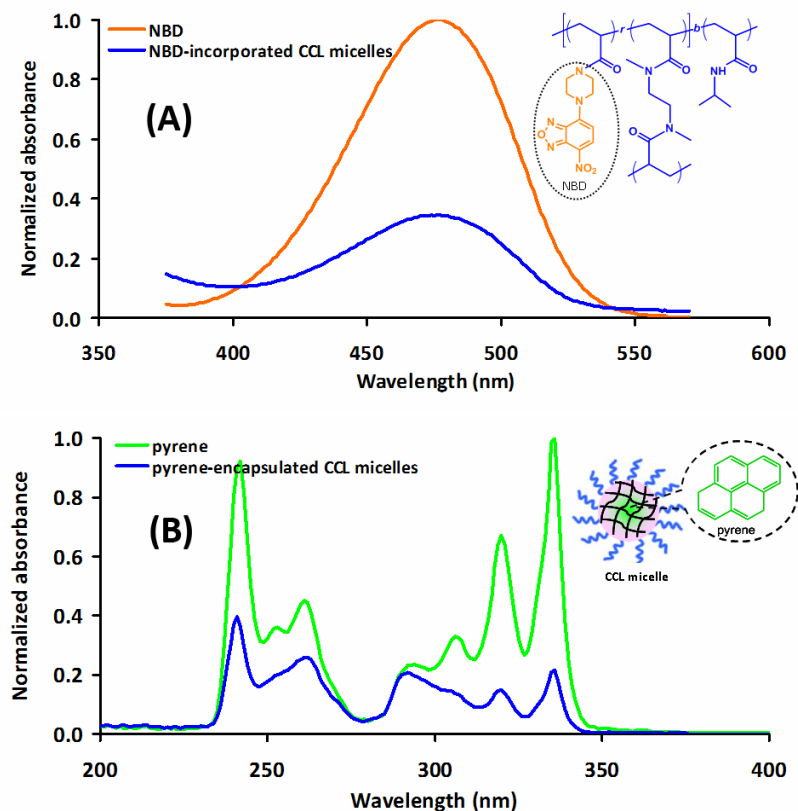 NBD
NBD-incorporated CCL micelles
(A)
Normalized absorbance
1.0
0.8
0.6
0.4
0.2
0.0
350 400 450 500 550 600
Wavelength (nm)
r b
N O N O NH O
N N
O N N O N
NO₂
NBD
pyrene
pyrene-encapsulated CCL micelles
(B)
Normalized absorbance
1.0
0.8
0.6
0.4
0.2
0.0
200 250 300 350 400
Wavelength (nm)
pyrene
CCL micelle